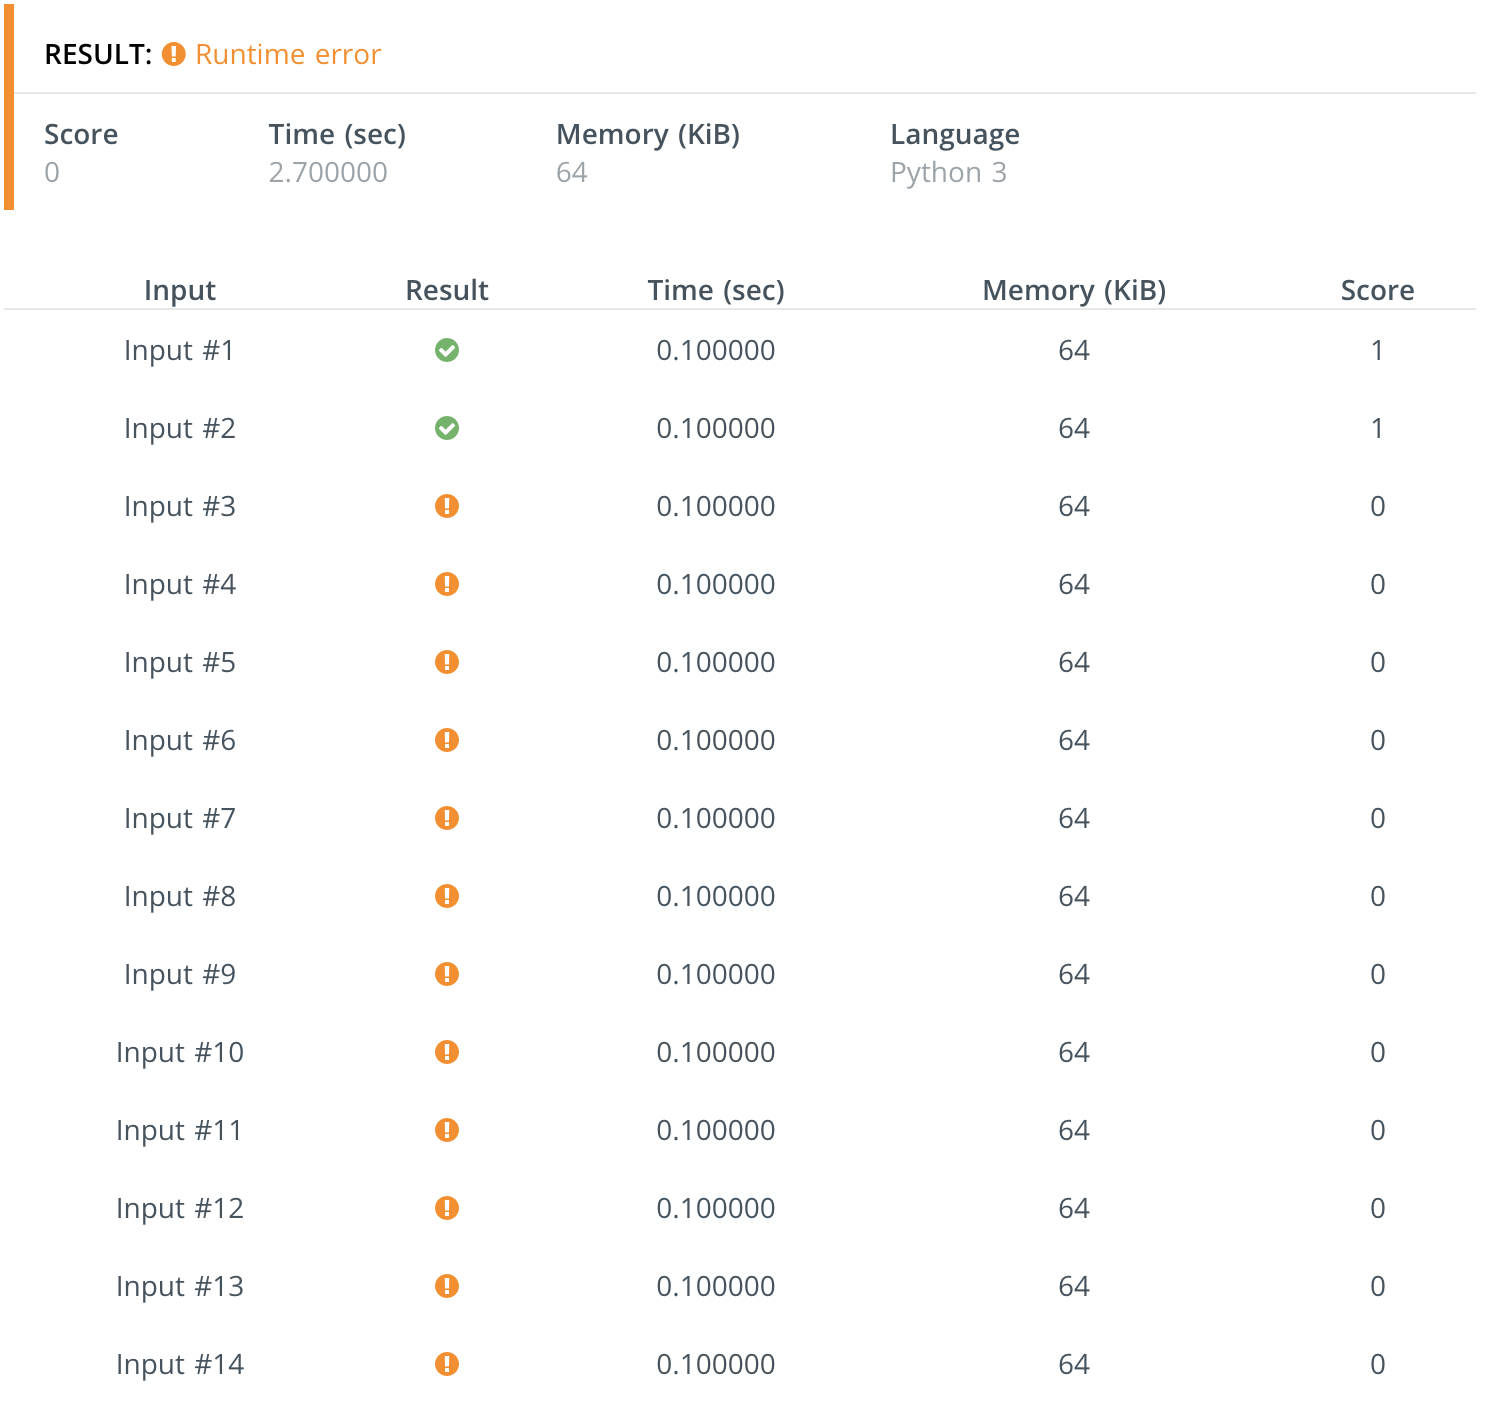 RESULT: Runtime error
Score Time (sec) Memory (KiB) Language
0 2.700000 64 Python 3
Input Result Time (sec) Memory (KiB) Score
Input #1 0.100000 64 1
Input #2 0.100000 64 1
Input #3 0.100000 64 0
Input #4 0.100000 64 0
Input #5 0.100000 64 0
Input #6 0.100000 64 0
Input #7 0.100000 64 0
Input #8 0.100000 64 0
Input #9 0.100000 64 0
Input #10 0.100000 64 0
Input #11 0.100000 64 0
Input #12 0.100000 64 0
Input #13 0.100000 64 0
Input #14 0.100000 64 0